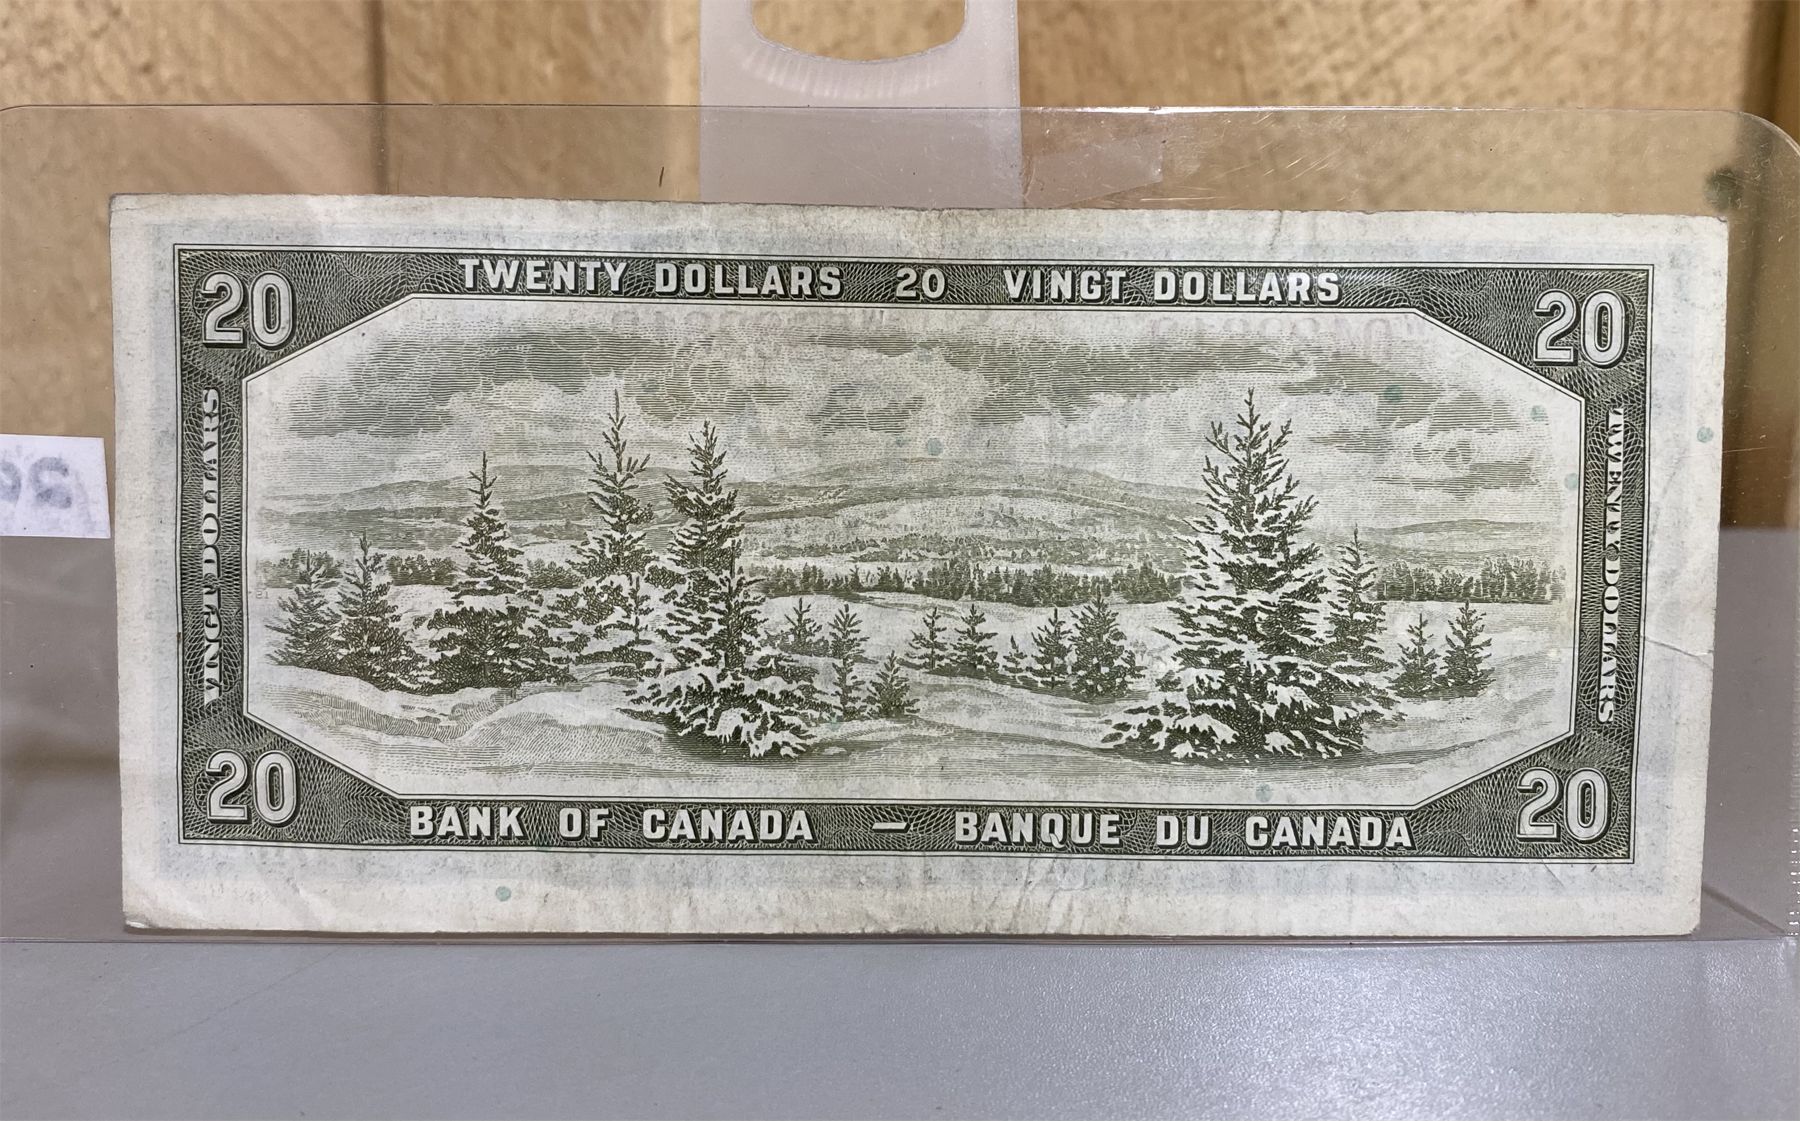 TWENTY DOLLARS 20 VINGT DOLLARS
20
20
VINGT DOLLARS
TWENTY DOLLARS
20
20
BANK OF CANADA — BANQUE DU CANADA